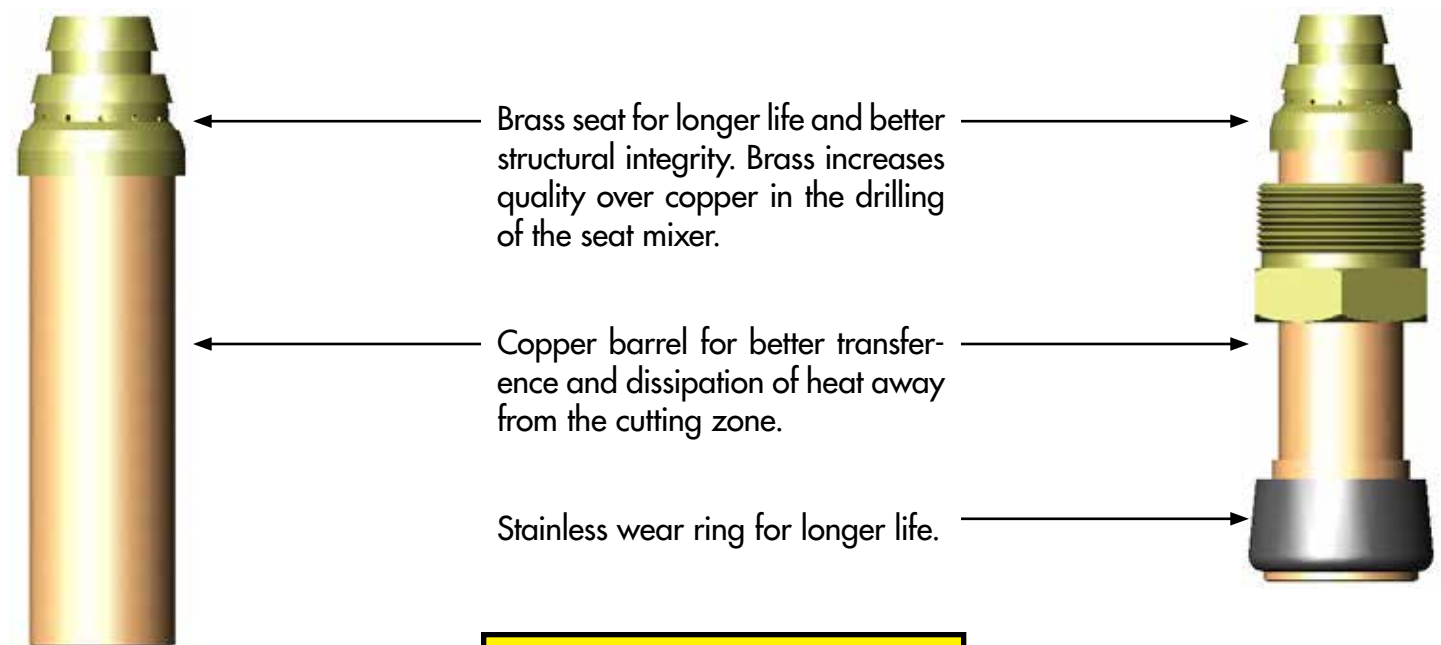 Brass seat for longer life and better
structural integrity. Brass increases
quality over copper in the drilling
of the seat mixer.
Copper barrel for better transfer-
ence and dissipation of heat away
from the cutting zone.
Stainless wear ring for longer life.